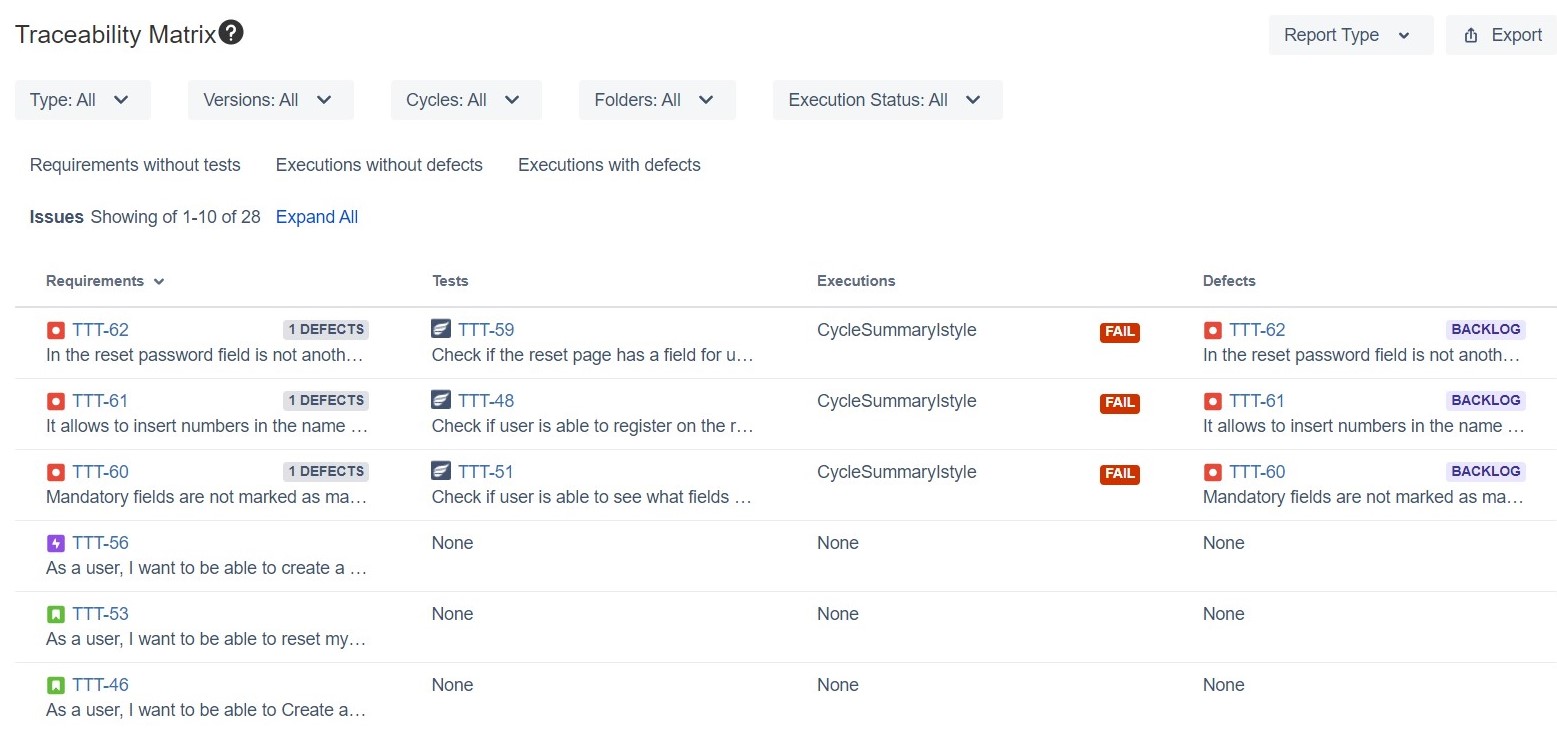 Traceability Matrix ?
Report Type
Export
Type: All
Versions: All
Cycles: All
Folders: All
Execution Status: All
Requirements without tests
Executions without defects
Executions with defects
Issues Showing of 1-10 of 28 Expand All
Requirements
Tests
Executions
Defects
TTT-62 1 DEFECTS
In the reset password field is not anoth...
TTT-59
Check if the reset page has a field for u...
CycleSummaryIstyle FAIL
TTT-62 BACKLOG
In the reset password field is not anoth...
TTT-61 1 DEFECTS
It allows to insert numbers in the name ...
TTT-48
Check if user is able to register on the r...
CycleSummaryIstyle FAIL
TTT-61 BACKLOG
It allows to insert numbers in the name ...
TTT-60 1 DEFECTS
Mandatory fields are not marked as ma...
TTT-51
Check if user is able to see what fields ...
CycleSummaryIstyle FAIL
TTT-60 BACKLOG
Mandatory fields are not marked as ma...
TTT-56
As a user, I want to be able to create a ...
None
None
None
TTT-53
As a user, I want to be able to reset my...
None
None
None
TTT-46
As a user, I want to be able to Create a...
None
None
None